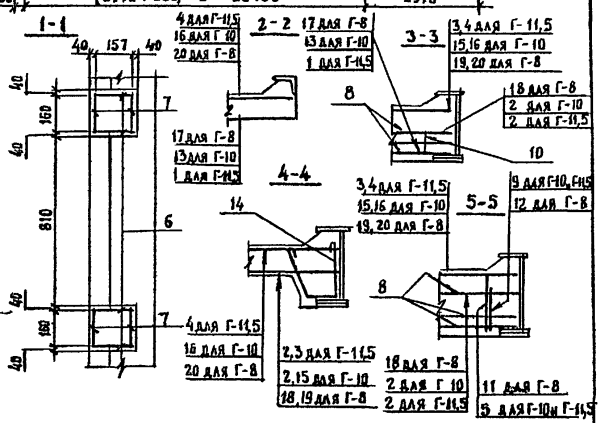 1-1
40 157 40
40
160
40
810
40
160
40
7
6
7
4 для Г-11,5
16 для Г-10
20 для Г-8
2-2
17 для Г-8
13 для Г-10
1 для Г-11,5
17 для Г-8
13 для Г-10
1 для Г-11,5
3-3
3,4 для Г-11,5
15,16 для Г-10
19,20 для Г-8
8
18 для Г-8
2 для Г-10
2 для Г-11,5
10
4-4
14
4 для Г-11,5
16 для Г-10
20 для Г-8
2,3 для Г-11,5
2,15 для Г-10
18,19 для Г-8
5-5
3,4 для Г-11,5
15,16 для Г-10
19,20 для Г-8
9 для Г-10, Г-11,5
12 для Г-8
8
18 для Г-8
2 для Г 10
2 для Г-11,5
11 для Г-8
5 для Г-10 и Г-11,5